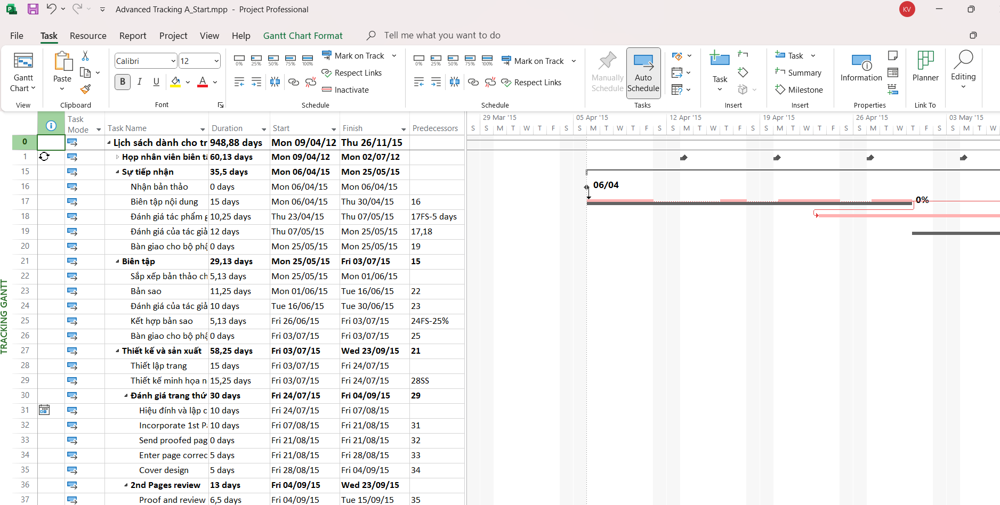 Advanced Tracking A_Start.mpp - Project Professional
KV
File Task Resource Report Project View Help Gantt Chart Format Tell me what you want to do
Gantt Chart
View
Paste
Clipboard
Calibri 12
B I U A
Font
0% 25% 50% 75% 100%
Mark on Track
Respect Links
Inactivate
Schedule
0% 25% 50% 75% 100%
Mark on Track
Respect Links
Schedule
Manually Schedule
Auto Schedule
Tasks
Task
Insert
Task
Summary
Milestone
Insert
Information
Properties
Planner
Link To
Editing
Task Mode Task Name Duration Start Finish Predecessors
29 Mar '15 05 Apr '15 12 Apr '15 19 Apr '15 26 Apr '15 03 May '15
S S M T W T F S S M T W T F S S M T W T F S S M T W T F S S M T W T F S S M T W
0 Lịch sách dành cho tr 948,88 days Mon 09/04/12 Thu 26/11/15
1 Họp nhân viên biên tậ 60,13 days Mon 09/04/12 Mon 02/07/12
15 Sự tiếp nhận 35,5 days Mon 06/04/15 Mon 25/05/15
16 Nhận bản thảo 0 days Mon 06/04/15 Mon 06/04/15
06/04
17 Biên tập nội dung 15 days Mon 06/04/15 Thu 30/04/15 16
0%
18 Đánh giá tác phẩm g 10,25 days Thu 23/04/15 Thu 07/05/15 17FS-5 days
19 Đánh giá của tác giả 12 days Thu 07/05/15 Mon 25/05/15 17,18
20 Bàn giao cho bộ phậ 0 days Mon 25/05/15 Mon 25/05/15 19
21 Biên tập 29,13 days Mon 25/05/15 Fri 03/07/15 15
22 Sắp xếp bản thảo ch 5,13 days Mon 25/05/15 Mon 01/06/15
23 Bản sao 11,25 days Mon 01/06/15 Tue 16/06/15 22
24 Đánh giá của tác giả 10 days Tue 16/06/15 Tue 30/06/15 23
25 Kết hợp bản sao 5,13 days Fri 26/06/15 Fri 03/07/15 24FS-25%
26 Bàn giao cho bộ phậ 0 days Fri 03/07/15 Fri 03/07/15 25
27 Thiết kế và sản xuất 58,25 days Fri 03/07/15 Wed 23/09/15 21
28 Thiết lập trang 15 days Fri 03/07/15 Fri 24/07/15
29 Thiết kế minh họa n 15,25 days Fri 03/07/15 Fri 24/07/15 28SS
30 Đánh giá trang thứ 30 days Fri 24/07/15 Fri 04/09/15 29
31 Hiệu đính và lập c 10 days Fri 24/07/15 Fri 07/08/15
32 Incorporate 1st Pa 10 days Fri 07/08/15 Fri 21/08/15 31
33 Send proofed pag 0 days Fri 21/08/15 Fri 21/08/15 32
34 Enter page correc 5 days Fri 21/08/15 Fri 28/08/15 33
35 Cover design 5 days Fri 28/08/15 Fri 04/09/15 34
36 2nd Pages review 13 days Fri 04/09/15 Wed 23/09/15
37 Proof and review 6,5 days Fri 04/09/15 Tue 15/09/15 35
TRACKING GANTT